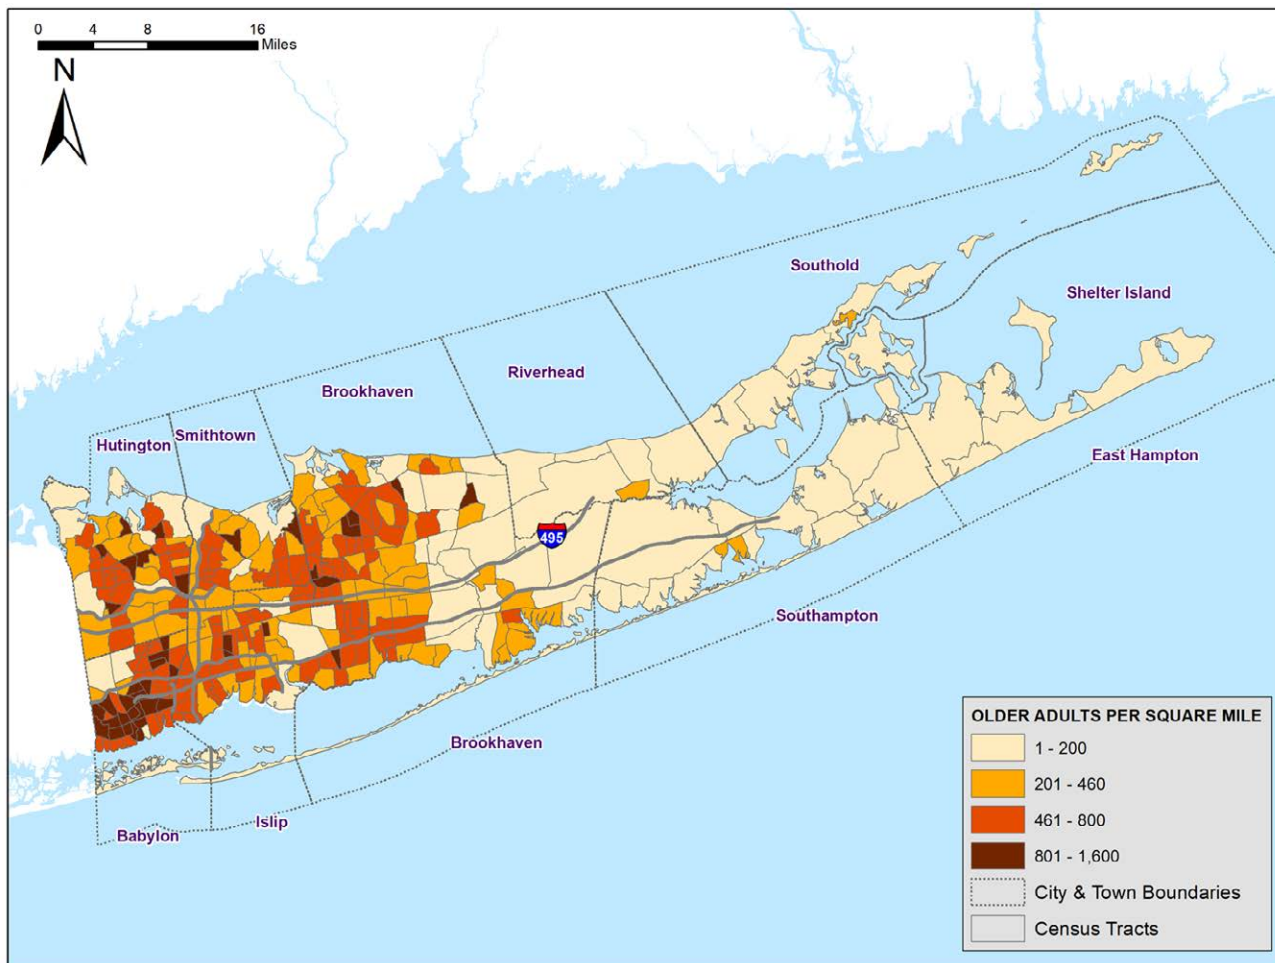 0 4 8 16
Miles
N
Southold
Shelter Island
Riverhead
Brookhaven
Smithtown
Hutington
East Hampton
495
Southampton
Brookhaven
Islip
Babylon
OLDER ADULTS PER SQUARE MILE
1 - 200
201 - 460
461 - 800
801 - 1,600
City & Town Boundaries
Census Tracts